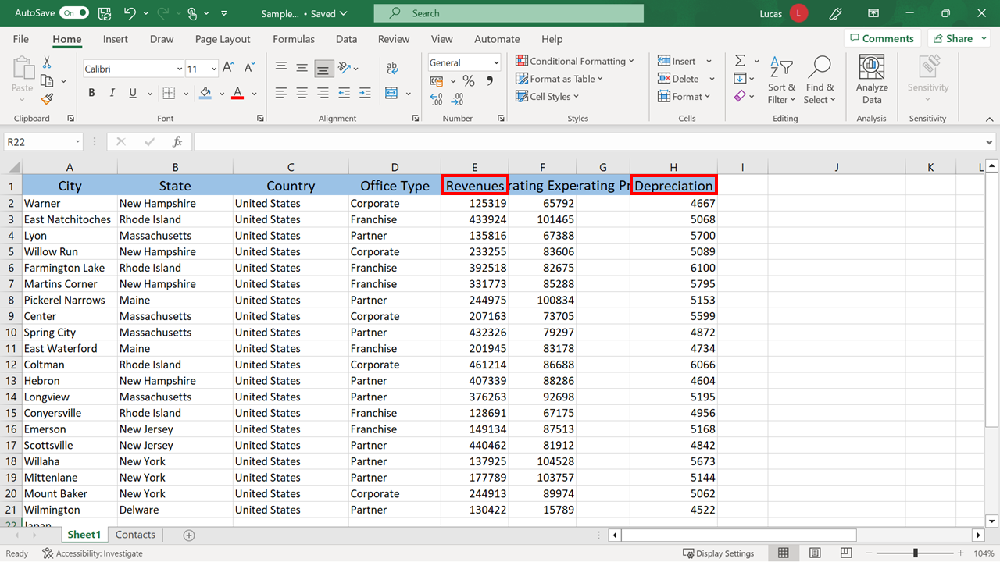 AutoSave On Sample... • Saved Search Lucas L
File Home Insert Draw Page Layout Formulas Data Review View Automate Help Comments Share
Paste
Clipboard
Calibri 11
B I U
Font
Alignment
General
Number
Conditional Formatting
Format as Table
Cell Styles
Styles
Insert
Delete
Format
Cells
Sort & Filter
Find & Select
Editing
Analyze Data
Analysis
Sensitivity
Sensitivity
R22 fx
A B C D E F G H I J K L
1 City State Country Office Type Revenues rating Expe erating Pr Depreciation
2 Warner New Hampshire United States Corporate 125319 65792 4667
3 East Natchitoches Rhode Island United States Franchise 433924 101465 5068
4 Lyon Massachusetts United States Partner 135816 67388 5700
5 Willow Run New Hampshire United States Corporate 233255 83606 5089
6 Farmington Lake Rhode Island United States Franchise 392518 82675 6100
7 Martins Corner New Hampshire United States Franchise 331773 85288 5795
8 Pickerel Narrows Maine United States Partner 244975 100834 5153
9 Center Massachusetts United States Corporate 207163 73705 5599
10 Spring City Massachusetts United States Partner 432326 79297 4872
11 East Waterford Maine United States Franchise 201945 83178 4734
12 Coltman Rhode Island United States Corporate 461214 86688 6066
13 Hebron New Hampshire United States Partner 407339 88286 4604
14 Longview Massachusetts United States Partner 376263 92698 5195
15 Conyersville Rhode Island United States Franchise 128691 67175 4956
16 Emerson New Jersey United States Franchise 149134 87513 5168
17 Scottsville New Jersey United States Partner 440462 81912 4842
18 Willaha New York United States Partner 137925 104528 5673
19 Mittenlane New York United States Partner 177789 103757 5144
20 Mount Baker New York United States Corporate 244913 89974 5062
21 Wilmington Delware United States Partner 130422 15789 4522
22 Japan
Sheet1 Contacts
Ready Accessibility: Investigate Display Settings 104%